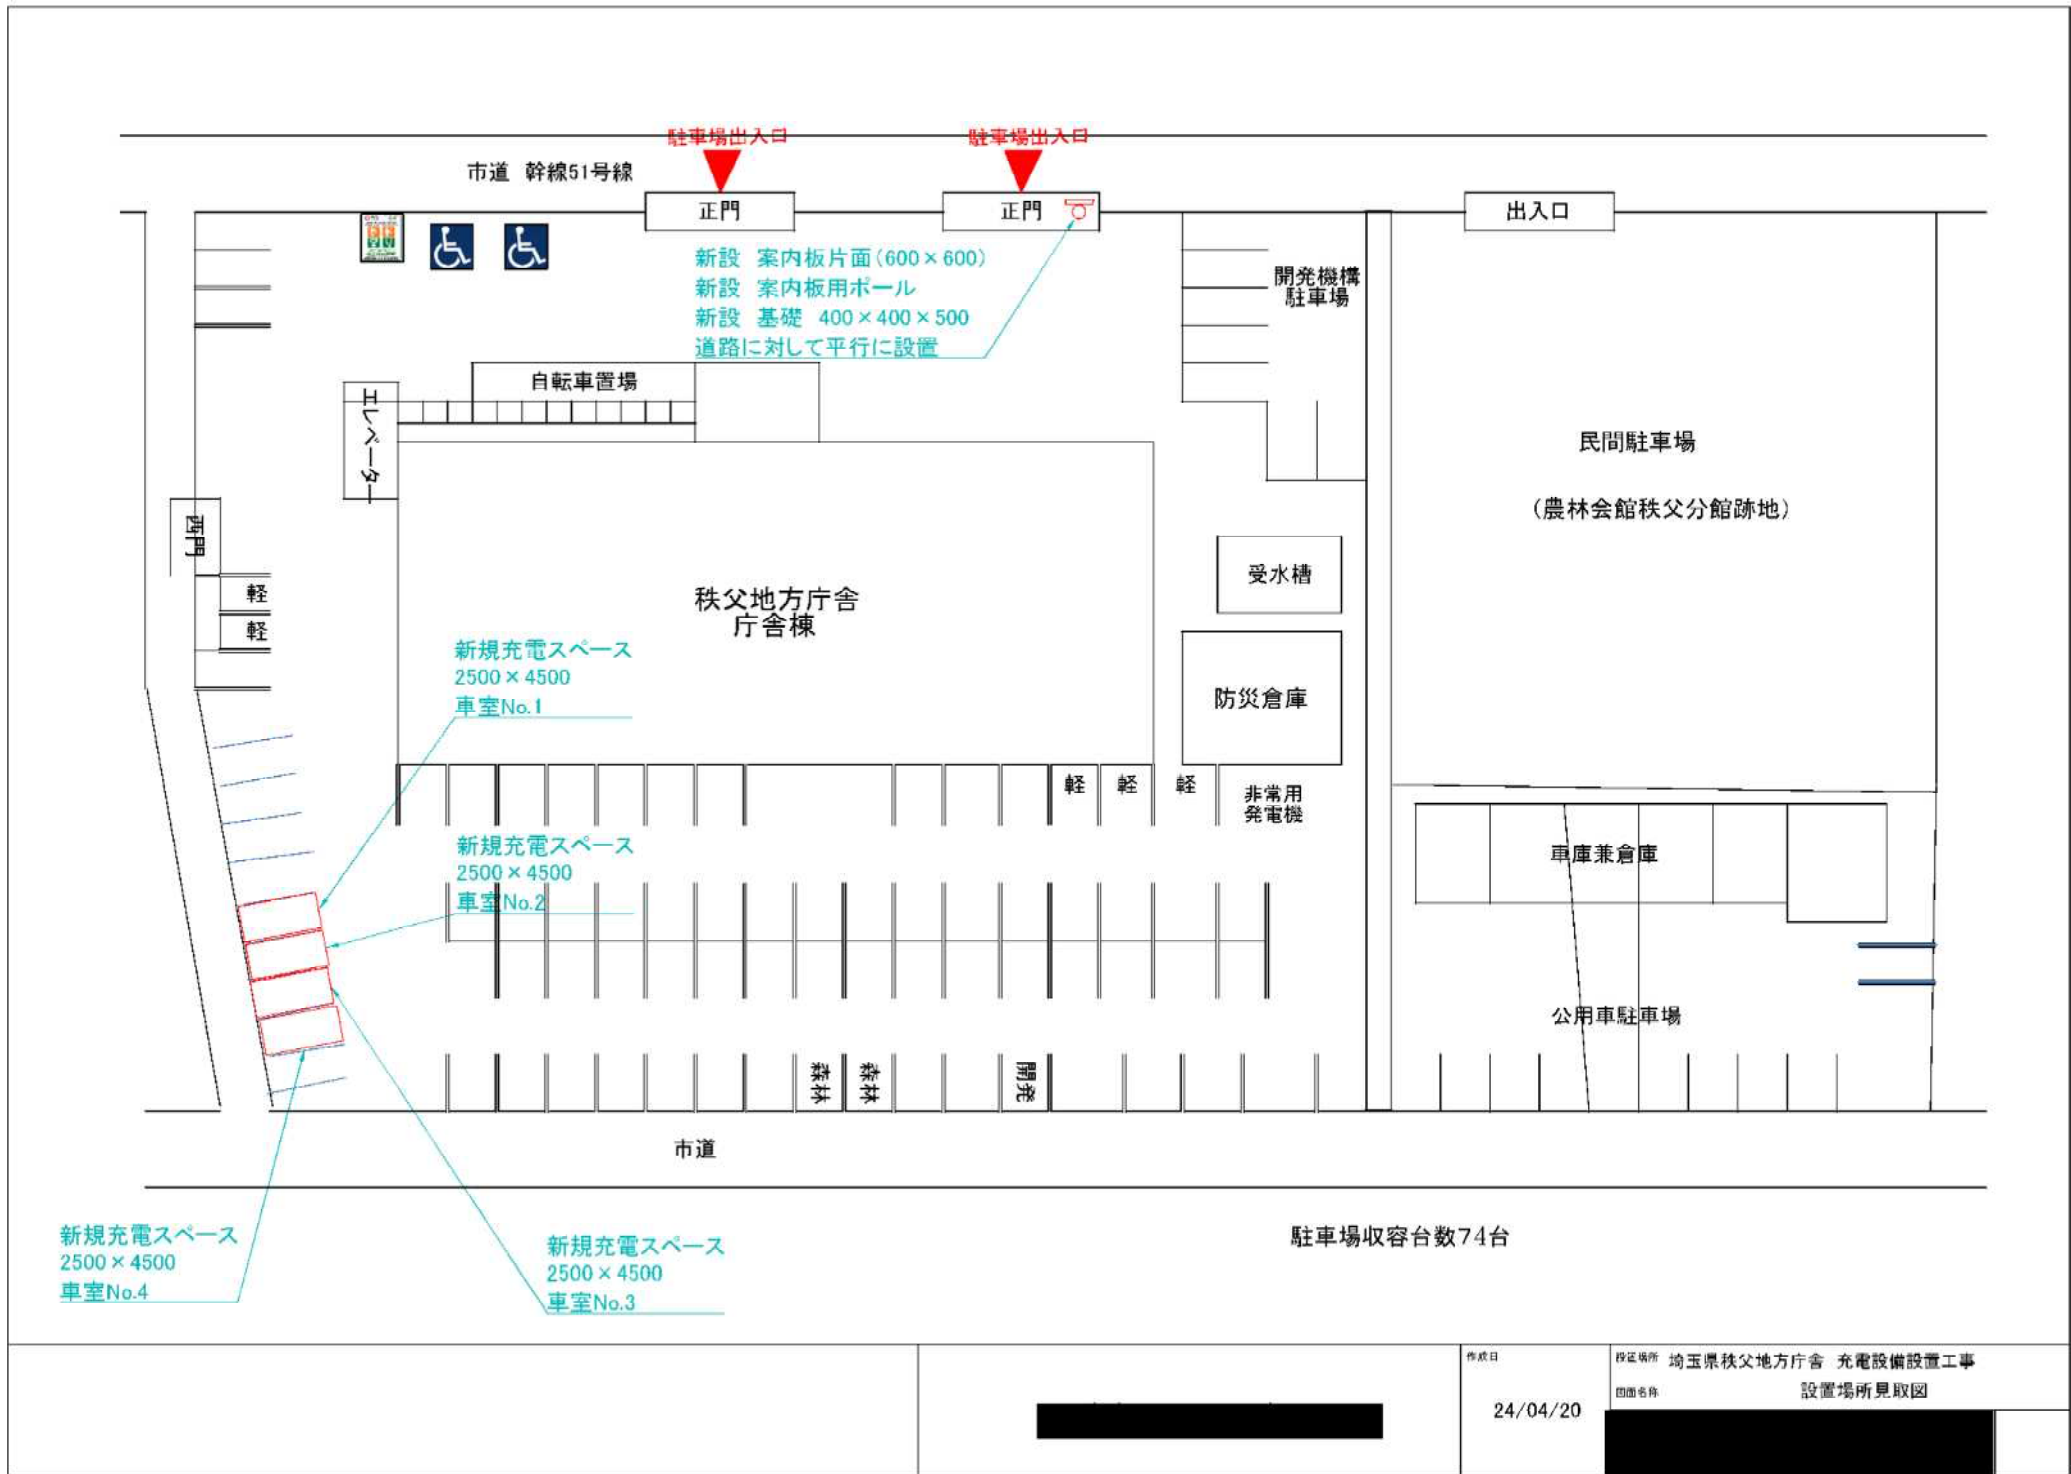 駐車場出入口
駐車場出入口
市道 幹線51号線
正門
正門
出入口
新設 案内板片面(600×600)
新設 案内板用ポール
新設 基礎 400×400×500
道路に対して平行に設置
開発機構
駐車場
自転車置場
エレベーター
民間駐車場
(農林会館秩父分館跡地)
西門
受水槽
軽
軽
秩父地方庁舎
庁舎棟
新規充電スペース
2500×4500
車室No.1
防災倉庫
軽
軽
軽
非常用
発電機
新規充電スペース
2500×4500
車室No.2
車庫兼倉庫
公用車駐車場
森林
森林
開発
市道
新規充電スペース
2500×4500
車室No.4
新規充電スペース
2500×4500
車室No.3
駐車場収容台数74台
作成日
24/04/20
設置場所 埼玉県秩父地方庁舎 充電設備設置工事
図面名称 設置場所見取図